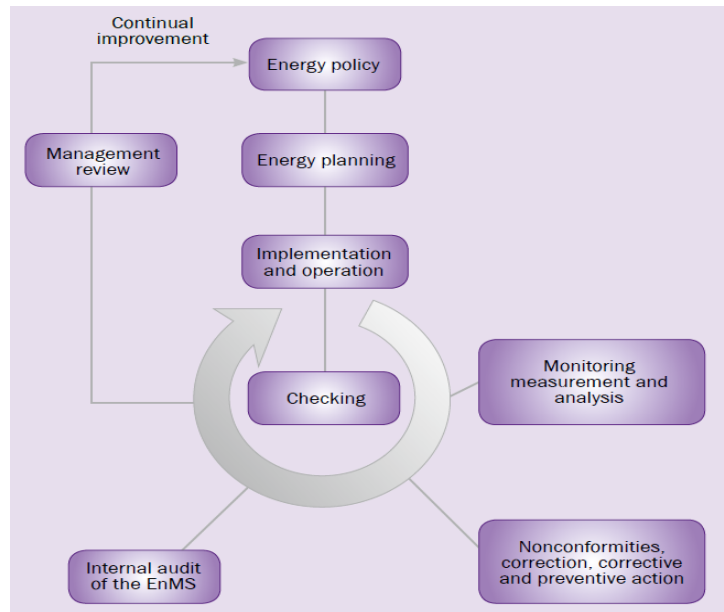 Continual
improvement
Energy policy
Management
review
Energy planning
Implementation
and operation
Checking
Monitoring
measurement and
analysis
Internal audit
of the EnMS
Nonconformities,
correction, corrective
and preventive action